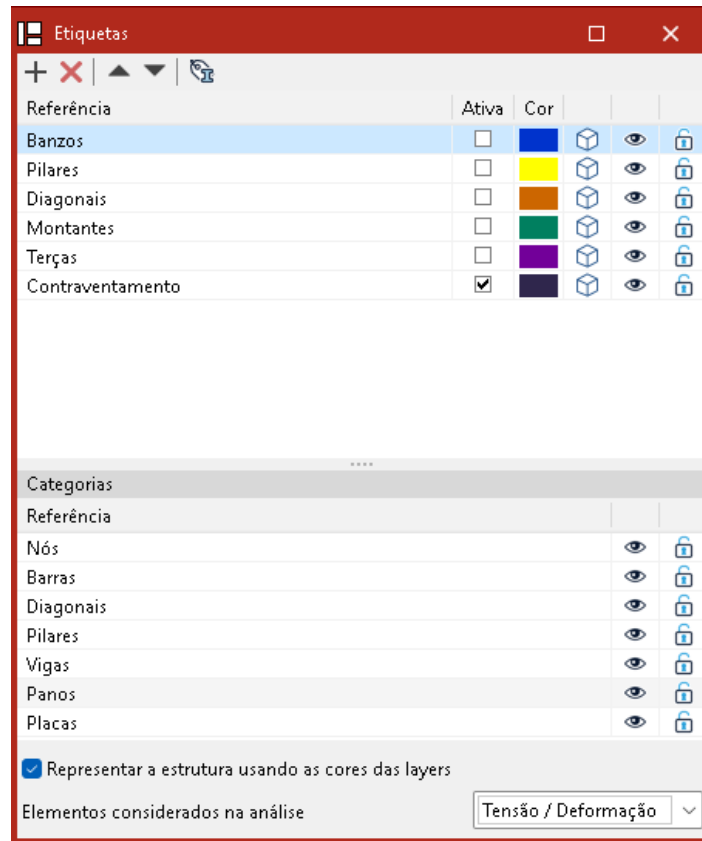 Etiquetas
Referência Ativa Cor
Banzos
Pilares
Diagonais
Montantes
Terças
Contraventamento
Categorias
Referência
Nós
Barras
Diagonais
Pilares
Vigas
Panos
Placas
Representar a estrutura usando as cores das layers
Elementos considerados na análise Tensão / Deformação